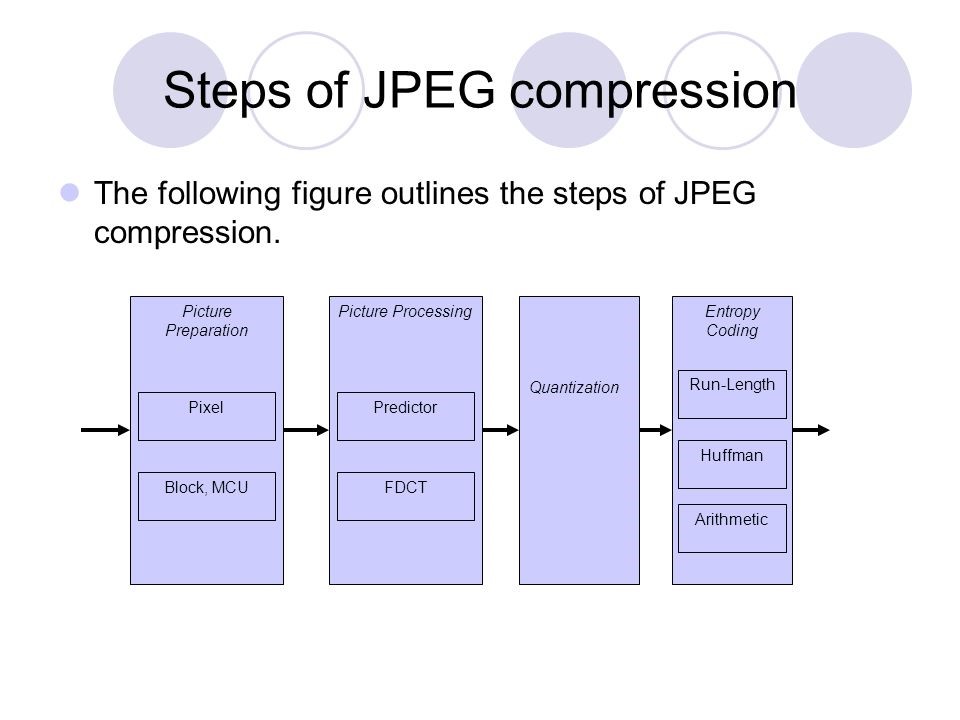 Steps of JPEG compression
The following figure outlines the steps of JPEG
compression.
Picture
Preparation
Pixel
Block, MCU
Picture Processing
Predictor
FDCT
Quantization
Entropy
Coding
Run-Length
Huffman
Arithmetic